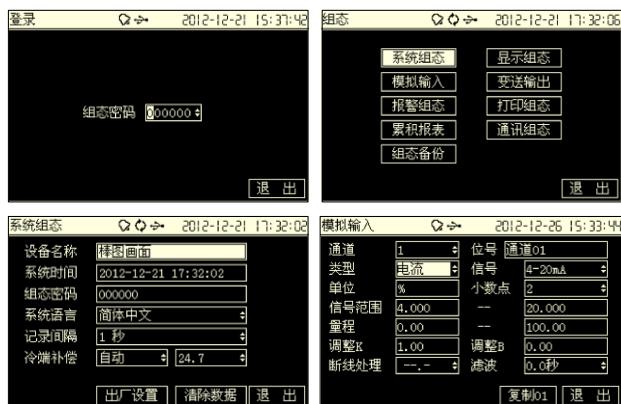 登录 2012-12-21 15:37:42
组态密码 000000
退 出
组态 2012-12-21 17:32:06
系统组态 显示组态
模拟输入 变送输出
报警组态 打印组态
累积报表 通讯组态
组态备份
退 出
系统组态 2012-12-21 17:32:02
设备名称 棒图画面
系统时间 2012-12-21 17:32:02
组态密码 000000
系统语言 简体中文
记录间隔 1 秒
冷端补偿 自动 24.7
出厂设置 清除数据 退 出
模拟输入 2012-12-26 15:33:44
通道 1 位号 通道01
类型 电流 信号 4-20mA
单位 % 小数点 2
信号范围 4.000 -- 20.000
量程 0.00 -- 100.00
调整K 1.00 调整B 0.00
断线处理 --.- 滤波 0.0秒
复制01 退 出